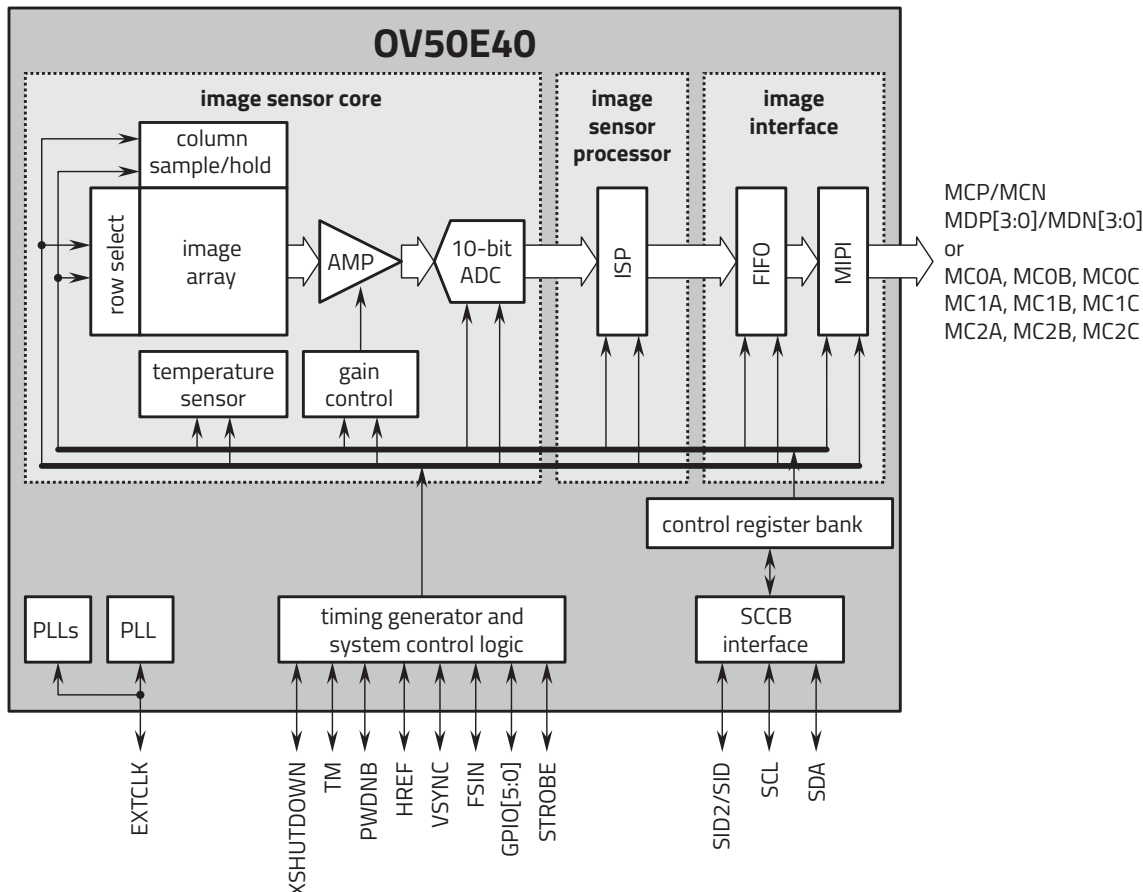 OV50E40
image sensor core
image
sensor
processor
image
interface
column
sample/hold
row select
image
array
AMP
10-bit
ADC
ISP
FIFO
MIPI
MCP/MCN
MDP[3:0]/MDN[3:0]
or
MC0A, MC0B, MC0C
MC1A, MC1B, MC1C
MC2A, MC2B, MC2C
temperature
sensor
gain
control
control register bank
PLLs
PLL
timing generator and
system control logic
SCCB
interface
EXTCLK
XSHUTDOWN
TM
PWDNB
HREF
VSYNC
FSIN
GPIO[5:0]
STROBE
SID2/SID
SCL
SDA